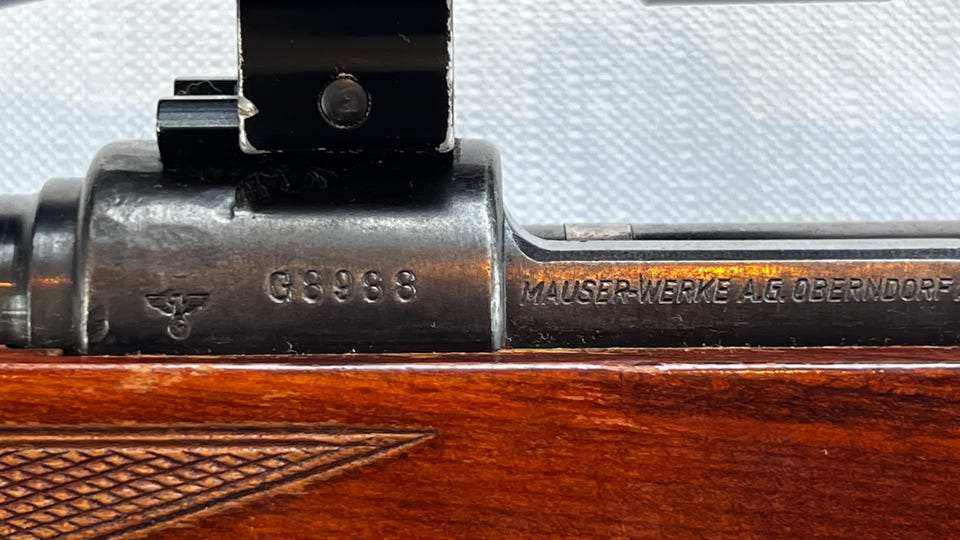 G8988
MAUSER-WERKE A.G. OBERNDORF